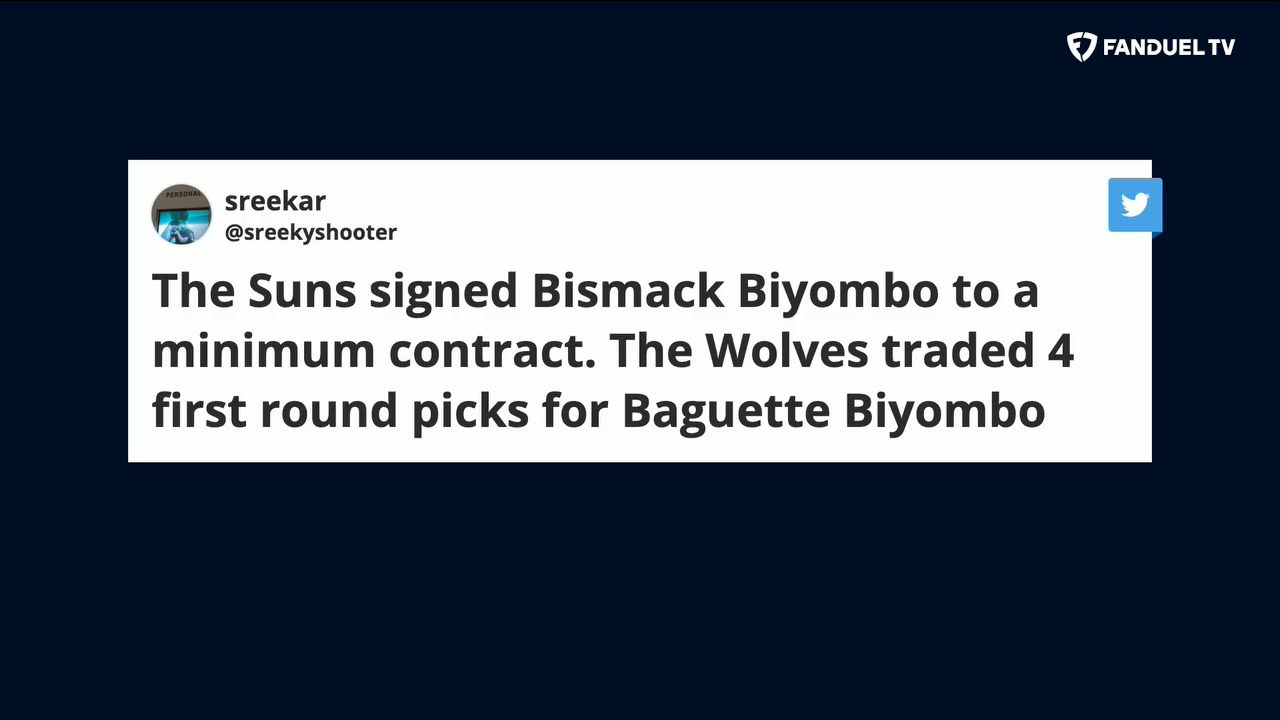 FANDUEL TV
PERSONAL
sreekar
@sreekyshooter
The Suns signed Bismack Biyombo to a
minimum contract. The Wolves traded 4
first round picks for Baguette Biyombo